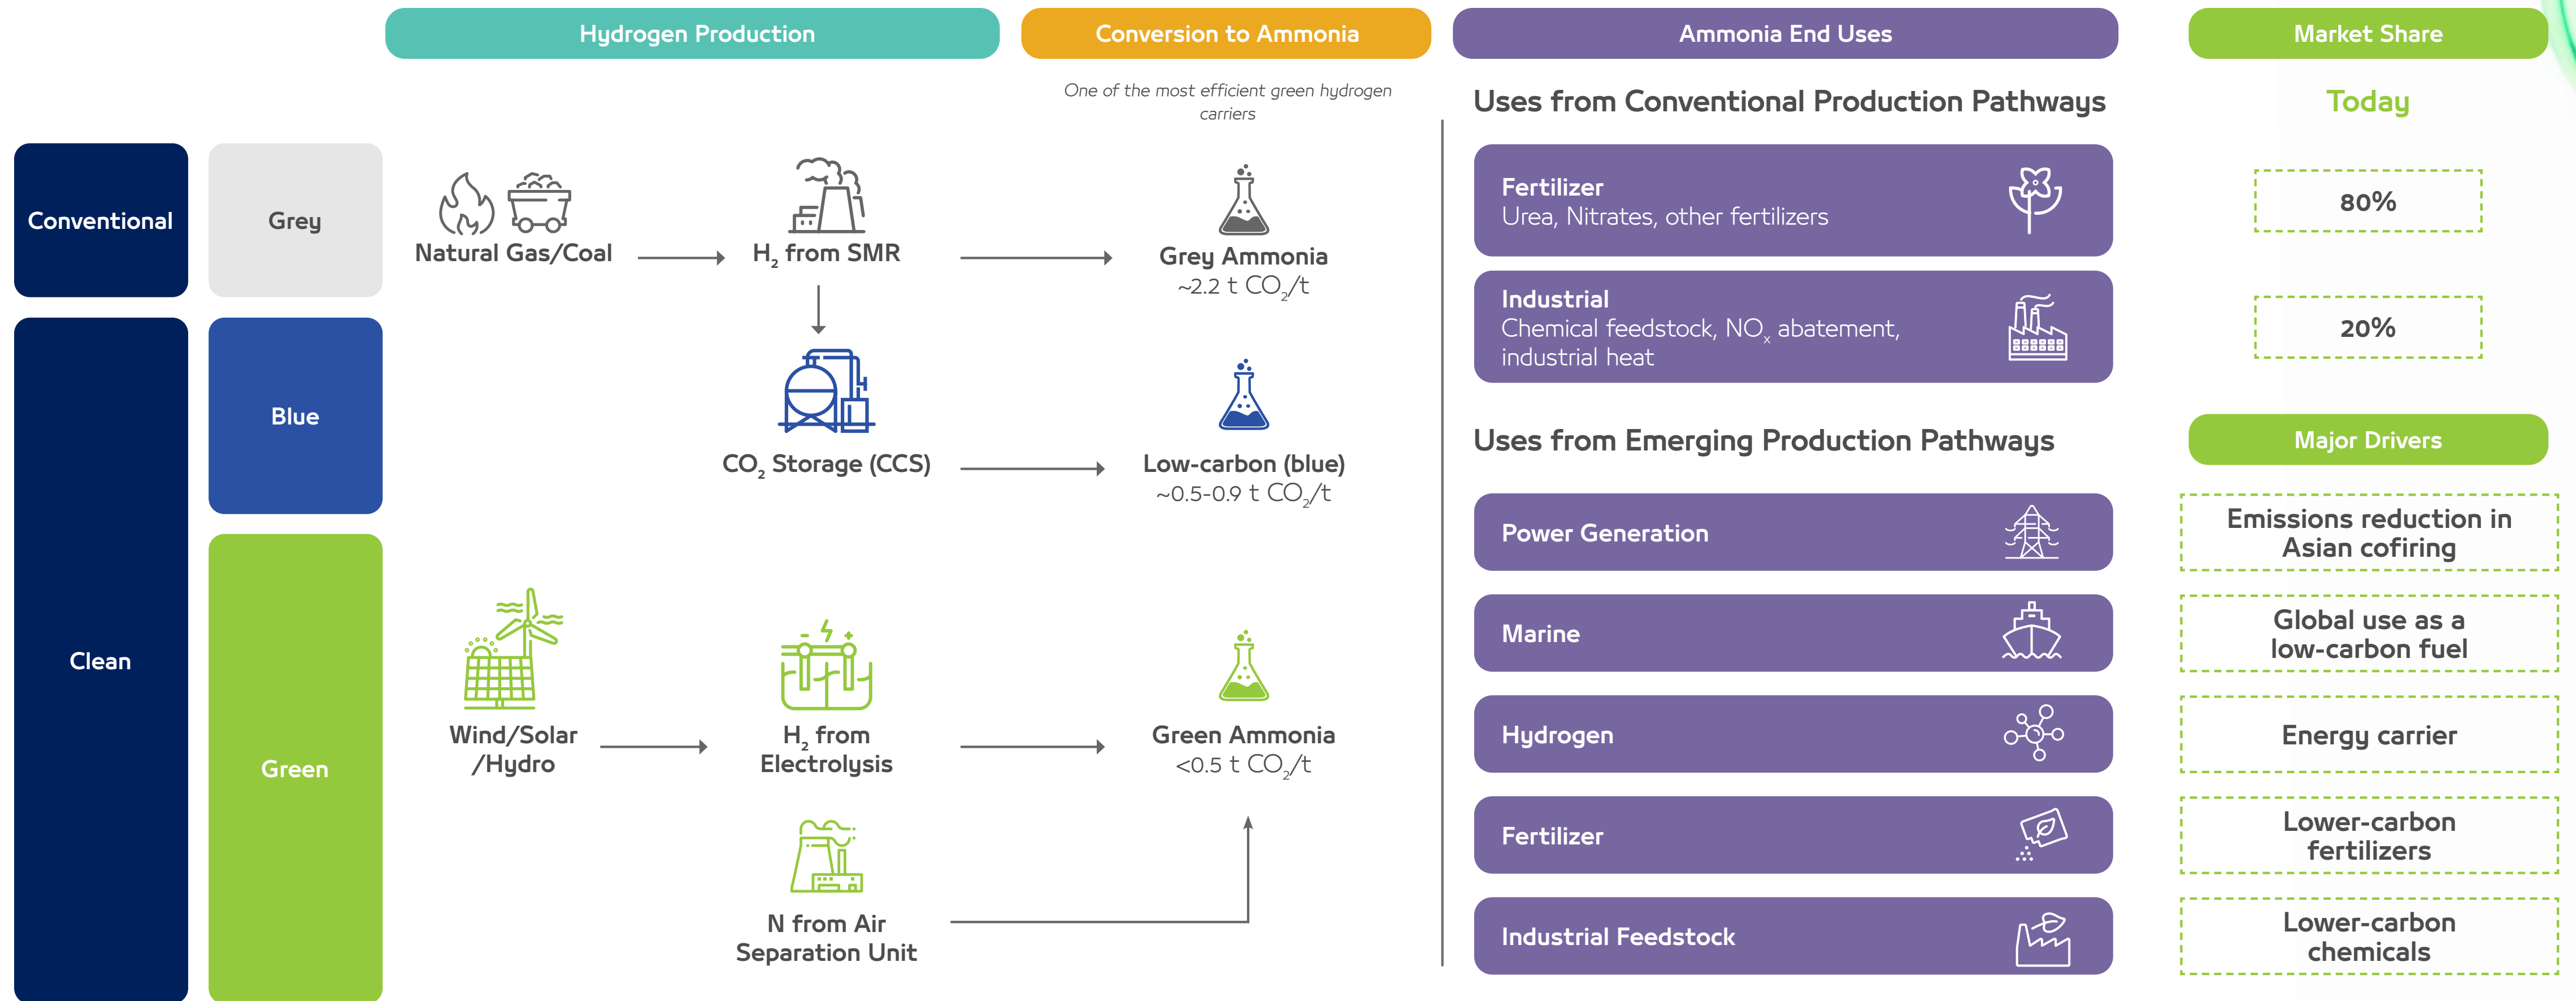 Hydrogen Production
Conversion to Ammonia
Ammonia End Uses
Market Share
One of the most efficient green hydrogen
carriers
Uses from Conventional Production Pathways
Today
Conventional
Grey
Natural Gas/Coal
H₂ from SMR
Grey Ammonia
~2.2 t CO₂/t
Fertilizer
Urea, Nitrates, other fertilizers
80%
Industrial
Chemical feedstock, NOₓ abatement,
industrial heat
20%
Clean
Blue
CO₂ Storage (CCS)
Low-carbon (blue)
~0.5-0.9 t CO₂/t
Uses from Emerging Production Pathways
Major Drivers
Power Generation
Emissions reduction in
Asian cofiring
Marine
Global use as a
low-carbon fuel
Green
Wind/Solar
/Hydro
H₂ from
Electrolysis
Green Ammonia
<0.5 t CO₂/t
N from Air
Separation Unit
Hydrogen
Energy carrier
Fertilizer
Lower-carbon
fertilizers
Industrial Feedstock
Lower-carbon
chemicals